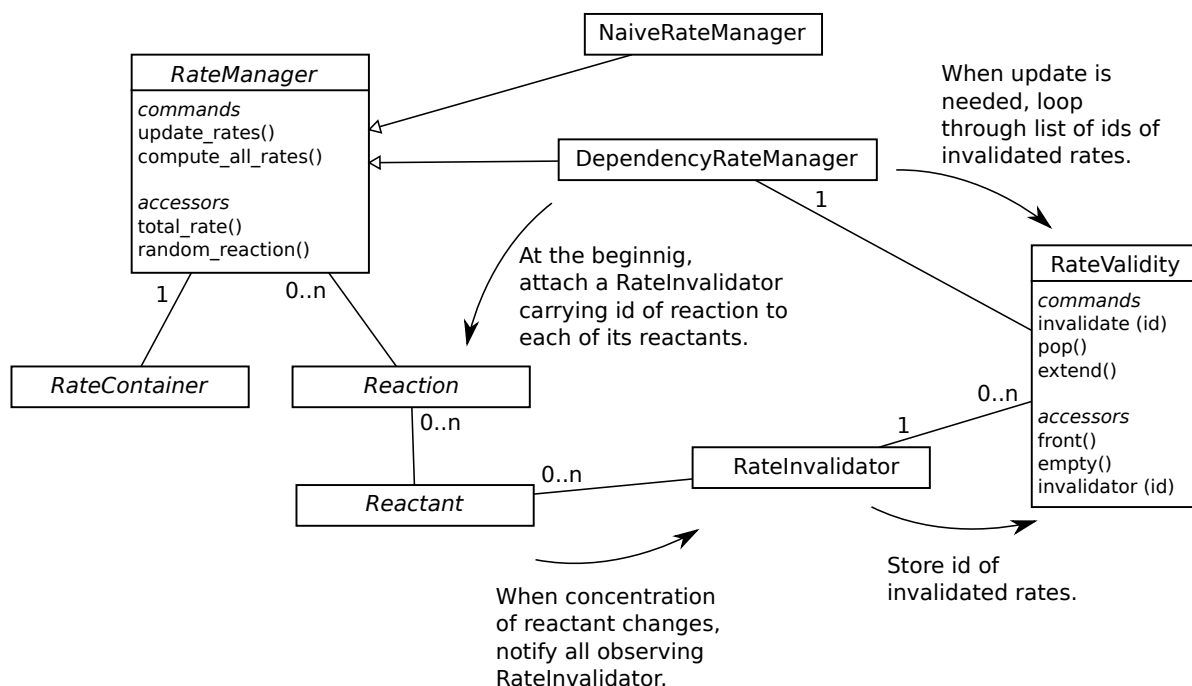 NaiveRateManager
RateManager
commands
update_rates()
compute_all_rates()
accessors
total_rate()
random_reaction()
When update is
needed, loop
through list of ids of
invalidated rates.
DependencyRateManager
1
1
0..n
At the beginnig,
attach a RateInvalidator
carrying id of reaction to
each of its reactants.
RateValidity
commands
invalidate (id)
pop()
extend()
accessors
front()
empty()
invalidator (id)
RateContainer
Reaction
0..n
0..n
1
RateInvalidator
0..n
Reactant
Store id of
invalidated rates.
When concentration
of reactant changes,
notify all observing
RateInvalidator.